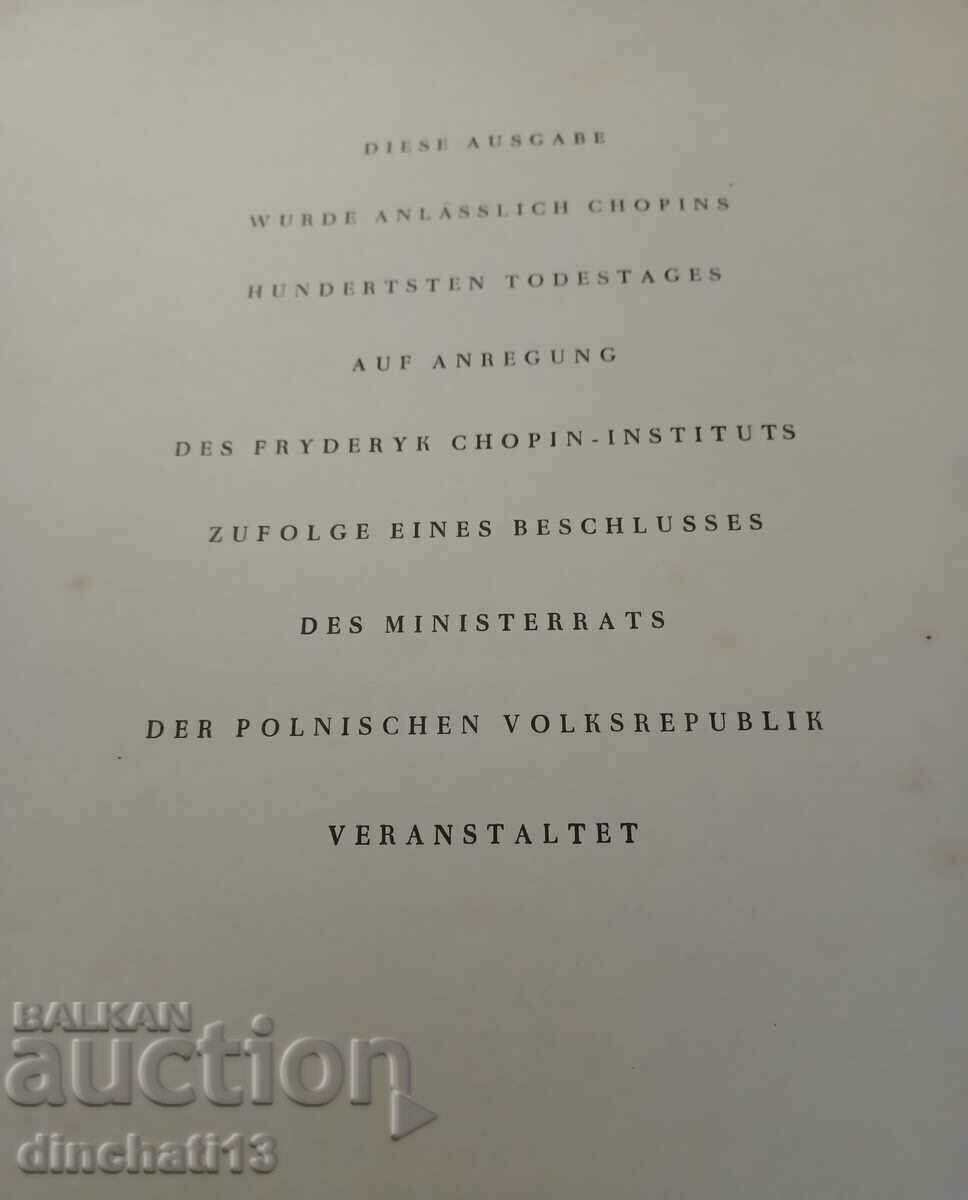 DIESE AUSGABE
WURDE ANLÄSSLICH CHOPINS
HUNDERTSTEN TODESTAGES
AUF ANREGUNG
DES FRYDERYK CHOPIN-INSTITUTS
ZUFOLGE EINES BESCHLUSSES
DES MINISTERRATS
DER POLNISCHEN VOLKSREPUBLIK
VERANSTALTET
BALKAN
auction
dinchati13